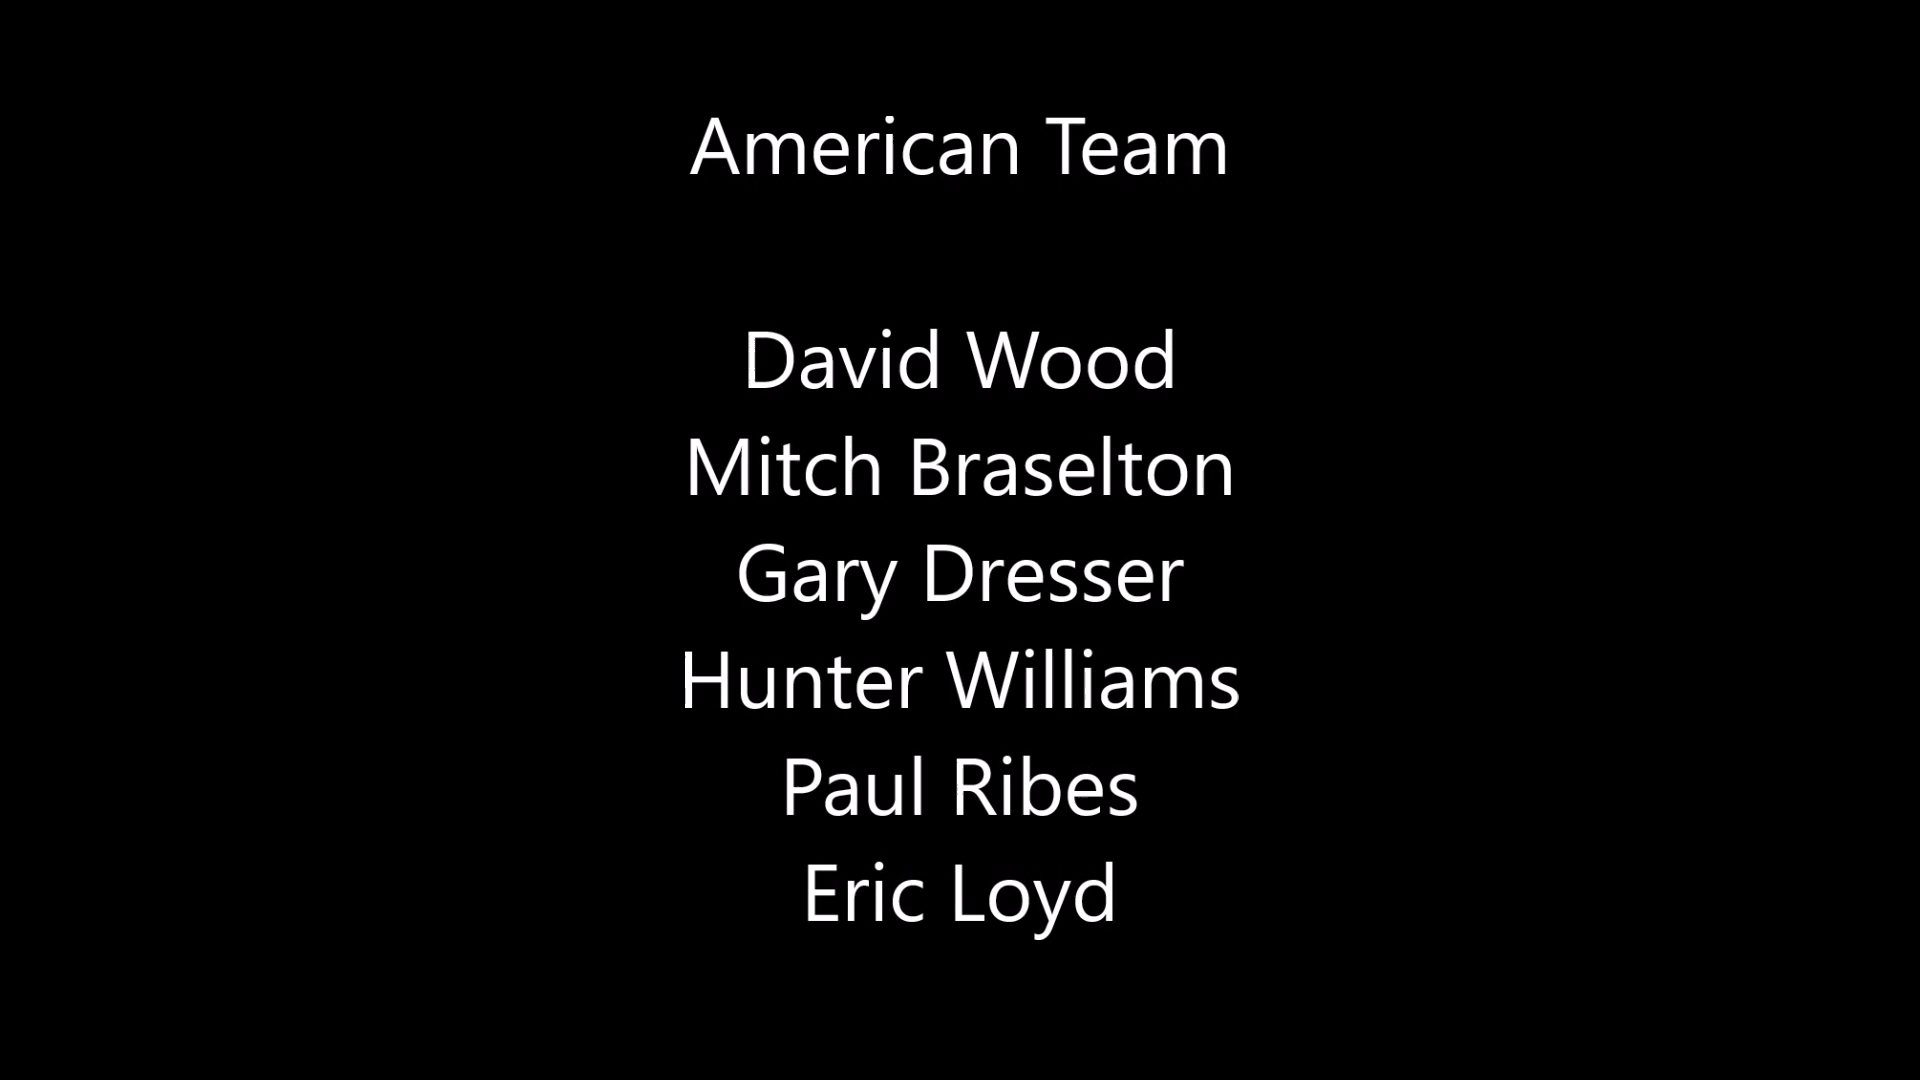 American Team
David Wood
Mitch Braselton
Gary Dresser
Hunter Williams
Paul Ribes
Eric Loyd